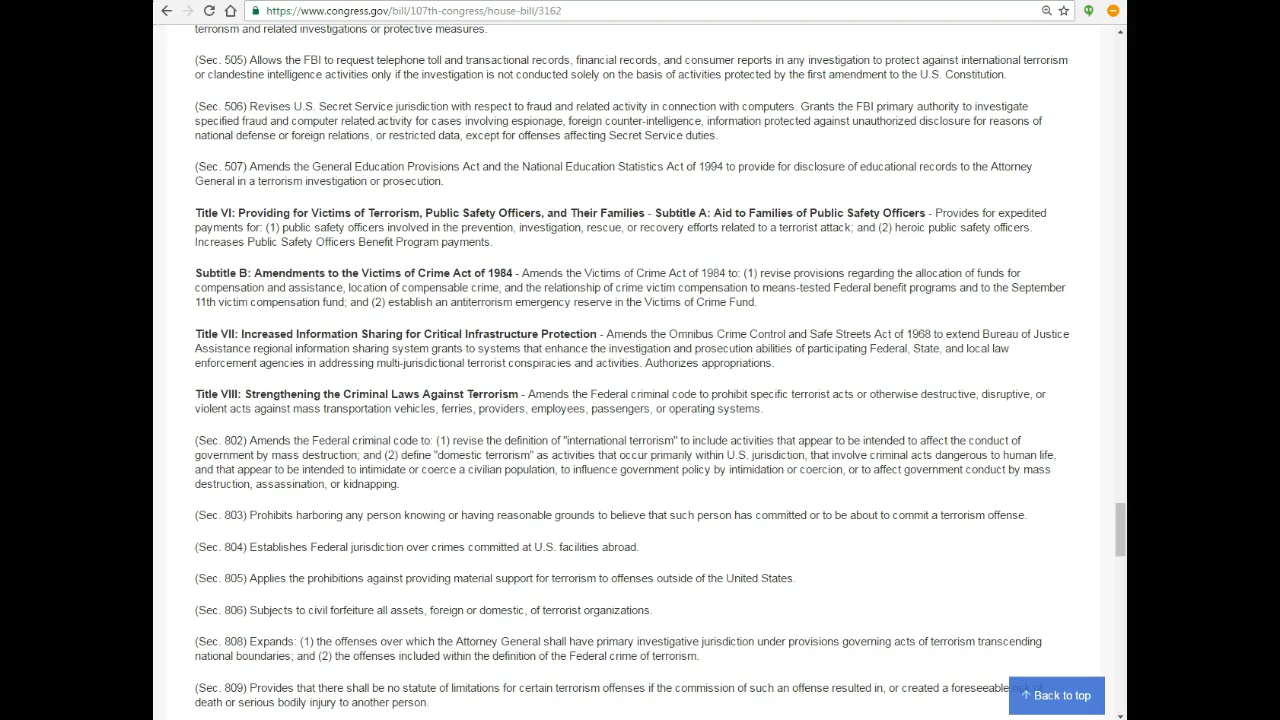 https://www.congress.gov/bill/107th-congress/house-bill/3162
terrorism and related investigations or protective measures.
(Sec. 505) Allows the FBI to request telephone toll and transactional records, financial records, and consumer reports in any investigation to protect against international terrorism
or clandestine intelligence activities only if the investigation is not conducted solely on the basis of activities protected by the first amendment to the U.S. Constitution.
(Sec. 506) Revises U.S. Secret Service jurisdiction with respect to fraud and related activity in connection with computers. Grants the FBI primary authority to investigate
specified fraud and computer related activity for cases involving espionage, foreign counter-intelligence, information protected against unauthorized disclosure for reasons of
national defense or foreign relations, or restricted data, except for offenses affecting Secret Service duties.
(Sec. 507) Amends the General Education Provisions Act and the National Education Statistics Act of 1994 to provide for disclosure of educational records to the Attorney
General in a terrorism investigation or prosecution.
Title VI: Providing for Victims of Terrorism, Public Safety Officers, and Their Families - Subtitle A: Aid to Families of Public Safety Officers - Provides for expedited
payments for: (1) public safety officers involved in the prevention, investigation, rescue, or recovery efforts related to a terrorist attack; and (2) heroic public safety officers.
Increases Public Safety Officers Benefit Program payments.
Subtitle B: Amendments to the Victims of Crime Act of 1984 - Amends the Victims of Crime Act of 1984 to: (1) revise provisions regarding the allocation of funds for
compensation and assistance, location of compensable crime, and the relationship of crime victim compensation to means-tested Federal benefit programs and to the September
11th victim compensation fund; and (2) establish an antiterrorism emergency reserve in the Victims of Crime Fund.
Title VII: Increased Information Sharing for Critical Infrastructure Protection - Amends the Omnibus Crime Control and Safe Streets Act of 1968 to extend Bureau of Justice
Assistance regional information sharing system grants to systems that enhance the investigation and prosecution abilities of participating Federal, State, and local law
enforcement agencies in addressing multi-jurisdictional terrorist conspiracies and activities. Authorizes appropriations.
Title VIII: Strengthening the Criminal Laws Against Terrorism - Amends the Federal criminal code to prohibit specific terrorist acts or otherwise destructive, disruptive, or
violent acts against mass transportation vehicles, ferries, providers, employees, passengers, or operating systems.
(Sec. 802) Amends the Federal criminal code to: (1) revise the definition of "international terrorism" to include activities that appear to be intended to affect the conduct of
government by mass destruction; and (2) define "domestic terrorism" as activities that occur primarily within U.S. jurisdiction, that involve criminal acts dangerous to human life,
and that appear to be intended to intimidate or coerce a civilian population, to influence government policy by intimidation or coercion, or to affect government conduct by mass
destruction, assassination, or kidnapping.
(Sec. 803) Prohibits harboring any person knowing or having reasonable grounds to believe that such person has committed or to be about to commit a terrorism offense.
(Sec. 804) Establishes Federal jurisdiction over crimes committed at U.S. facilities abroad.
(Sec. 805) Applies the prohibitions against providing material support for terrorism to offenses outside of the United States.
(Sec. 806) Subjects to civil forfeiture all assets, foreign or domestic, of terrorist organizations.
(Sec. 808) Expands: (1) the offenses over which the Attorney General shall have primary investigative jurisdiction under provisions governing acts of terrorism transcending
national boundaries; and (2) the offenses included within the definition of the Federal crime of terrorism.
(Sec. 809) Provides that there shall be no statute of limitations for certain terrorism offenses if the commission of such an offense resulted in, or created a foreseeable
death or serious bodily injury to another person.
↑ Back to top